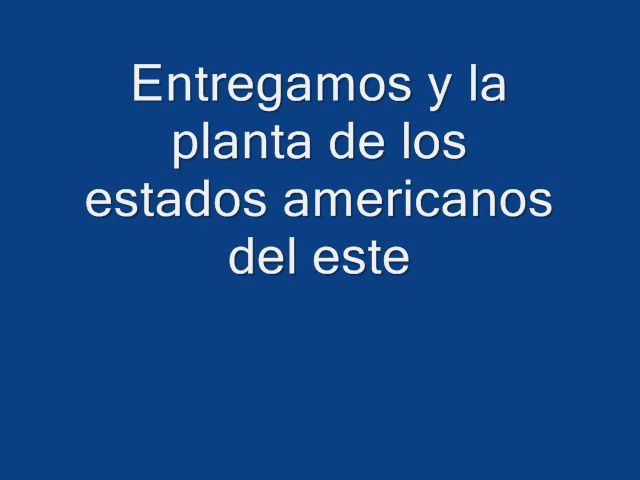 Entregamos y la
planta de los
estados americanos
del este